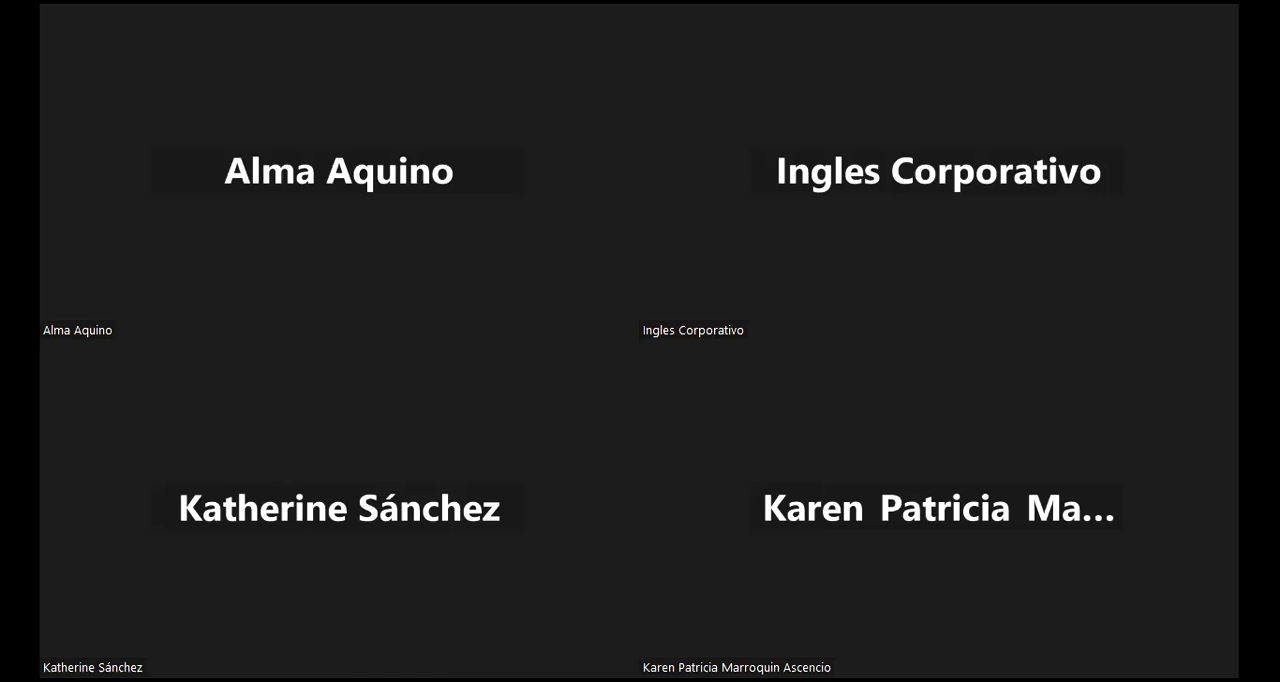 Alma Aquino
Ingles Corporativo
Alma Aquino
Ingles Corporativo
Katherine Sánchez
Karen Patricia Ma...
Katherine Sánchez
Karen Patricia Marroquin Ascencio